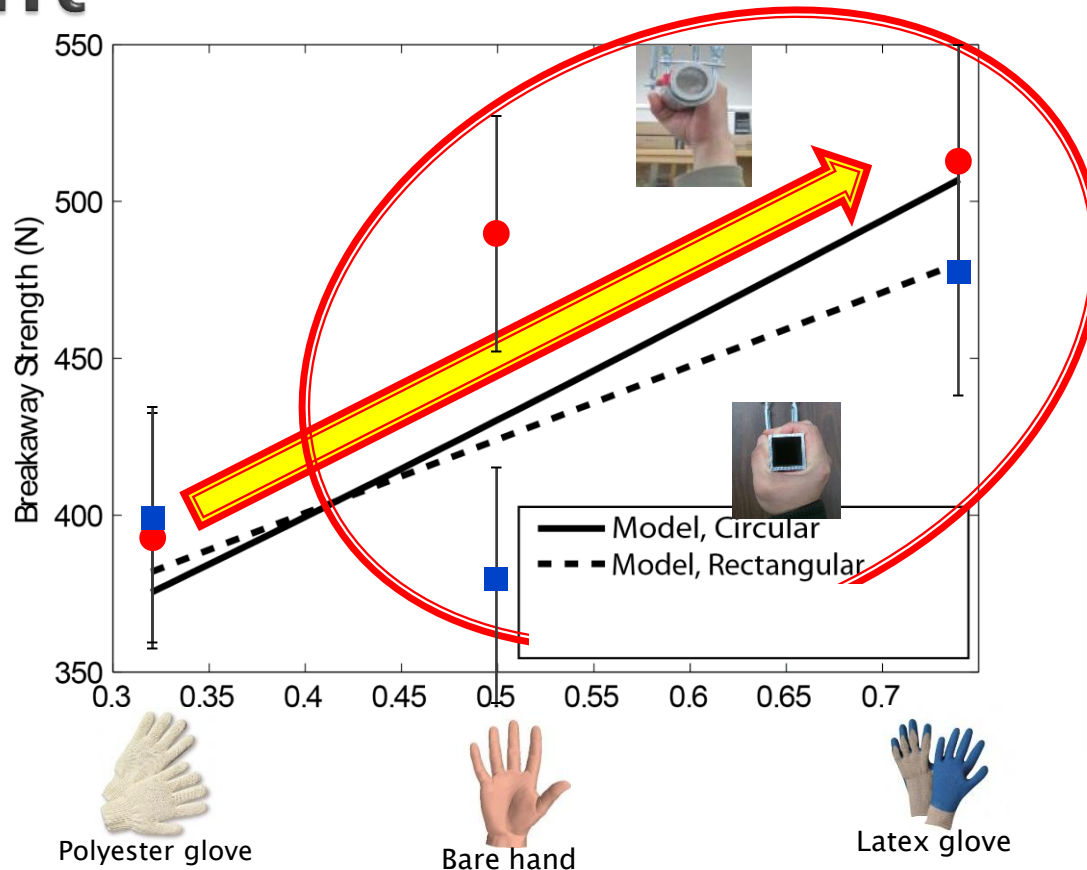 550
500
450
400
350
Breakaway Strength (N)
Model, Circular
Model, Rectangular
0.3 0.35 0.4 0.45 0.5 0.55 0.6 0.65 0.7
Polyester glove
Bare hand
Latex glove